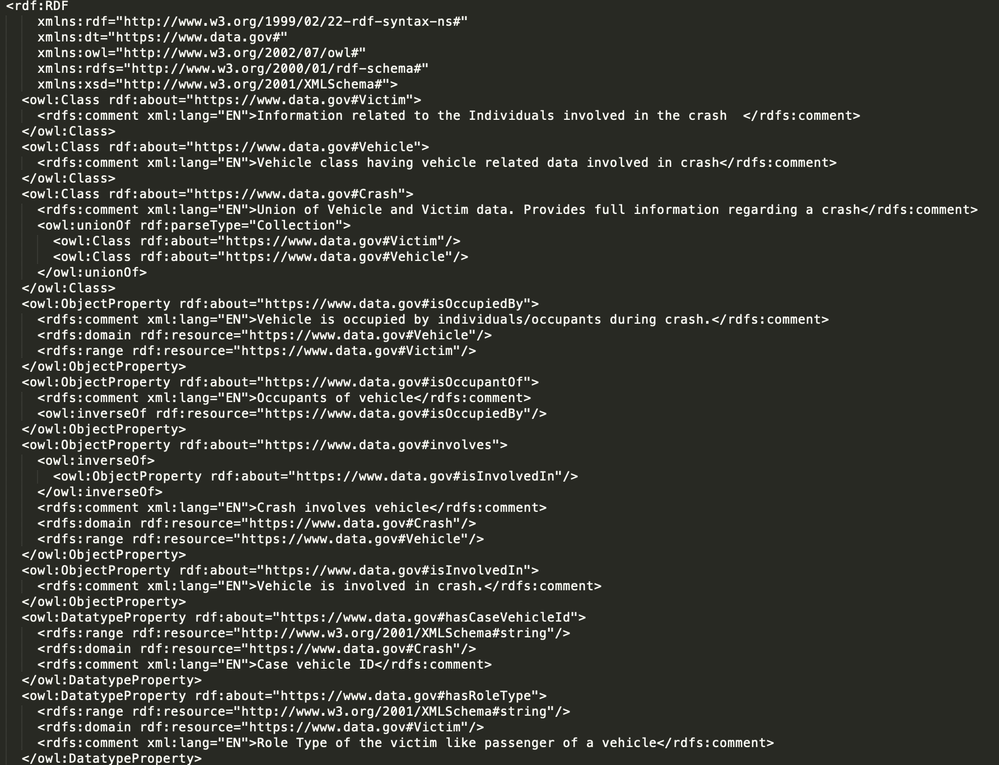 <rdf:RDF
xmlns:rdf="http://www.w3.org/1999/02/22-rdf-syntax-ns#"
xmlns:dt="https://www.data.gov#"
xmlns:owl="http://www.w3.org/2002/07/owl#"
xmlns:rdfs="http://www.w3.org/2000/01/rdf-schema#"
xmlns:xsd="http://www.w3.org/2001/XMLSchema#">
<owl:Class rdf:about="https://www.data.gov#Victim">
<rdfs:comment xml:lang="EN">Information related to the Individuals involved in the crash  </rdfs:comment>
</owl:Class>
<owl:Class rdf:about="https://www.data.gov#Vehicle">
<rdfs:comment xml:lang="EN">Vehicle class having vehicle related data involved in crash</rdfs:comment>
</owl:Class>
<owl:Class rdf:about="https://www.data.gov#Crash">
<rdfs:comment xml:lang="EN">Union of Vehicle and Victim data. Provides full information regarding a crash</rdfs:comment>
<owl:unionOf rdf:parseType="Collection">
<owl:Class rdf:about="https://www.data.gov#Victim"/>
<owl:Class rdf:about="https://www.data.gov#Vehicle"/>
</owl:unionOf>
</owl:Class>
<owl:ObjectProperty rdf:about="https://www.data.gov#isOccupiedBy">
<rdfs:comment xml:lang="EN">Vehicle is occupied by individuals/occupants during crash.</rdfs:comment>
<rdfs:domain rdf:resource="https://www.data.gov#Vehicle"/>
<rdfs:range rdf:resource="https://www.data.gov#Victim"/>
</owl:ObjectProperty>
<owl:ObjectProperty rdf:about="https://www.data.gov#isOccupantOf">
<rdfs:comment xml:lang="EN">Occupants of vehicle</rdfs:comment>
<owl:inverseOf rdf:resource="https://www.data.gov#isOccupiedBy"/>
</owl:ObjectProperty>
<owl:ObjectProperty rdf:about="https://www.data.gov#involves">
<owl:inverseOf>
<owl:ObjectProperty rdf:about="https://www.data.gov#isInvolvedIn"/>
</owl:inverseOf>
<rdfs:comment xml:lang="EN">Crash involves vehicle</rdfs:comment>
<rdfs:domain rdf:resource="https://www.data.gov#Crash"/>
<rdfs:range rdf:resource="https://www.data.gov#Vehicle"/>
</owl:ObjectProperty>
<owl:ObjectProperty rdf:about="https://www.data.gov#isInvolvedIn">
<rdfs:comment xml:lang="EN">Vehicle is involved in crash.</rdfs:comment>
</owl:ObjectProperty>
<owl:DatatypeProperty rdf:about="https://www.data.gov#hasCaseVehicleId">
<rdfs:range rdf:resource="http://www.w3.org/2001/XMLSchema#string"/>
<rdfs:domain rdf:resource="https://www.data.gov#Crash"/>
<rdfs:comment xml:lang="EN">Case vehicle ID</rdfs:comment>
</owl:DatatypeProperty>
<owl:DatatypeProperty rdf:about="https://www.data.gov#hasRoleType">
<rdfs:range rdf:resource="http://www.w3.org/2001/XMLSchema#string"/>
<rdfs:domain rdf:resource="https://www.data.gov#Victim"/>
<rdfs:comment xml:lang="EN">Role Type of the victim like passenger of a vehicle</rdfs:comment>
</owl:DatatypeProperty>